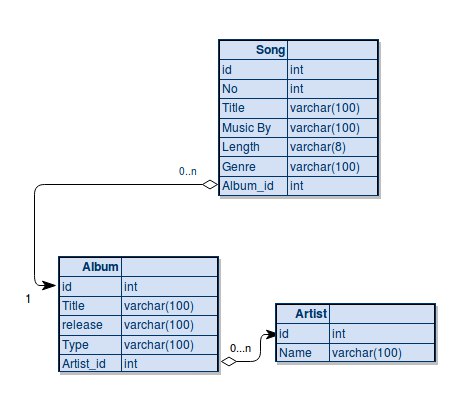 Song
id int
No int
Title varchar(100)
Music By varchar(100)
Length varchar(8)
Genre varchar(100)
Album_id int
0..n
1
Album
id int
Title varchar(100)
release varchar(100)
Type varchar(100)
Artist_id int
0...n
Artist
id int
Name varchar(100)